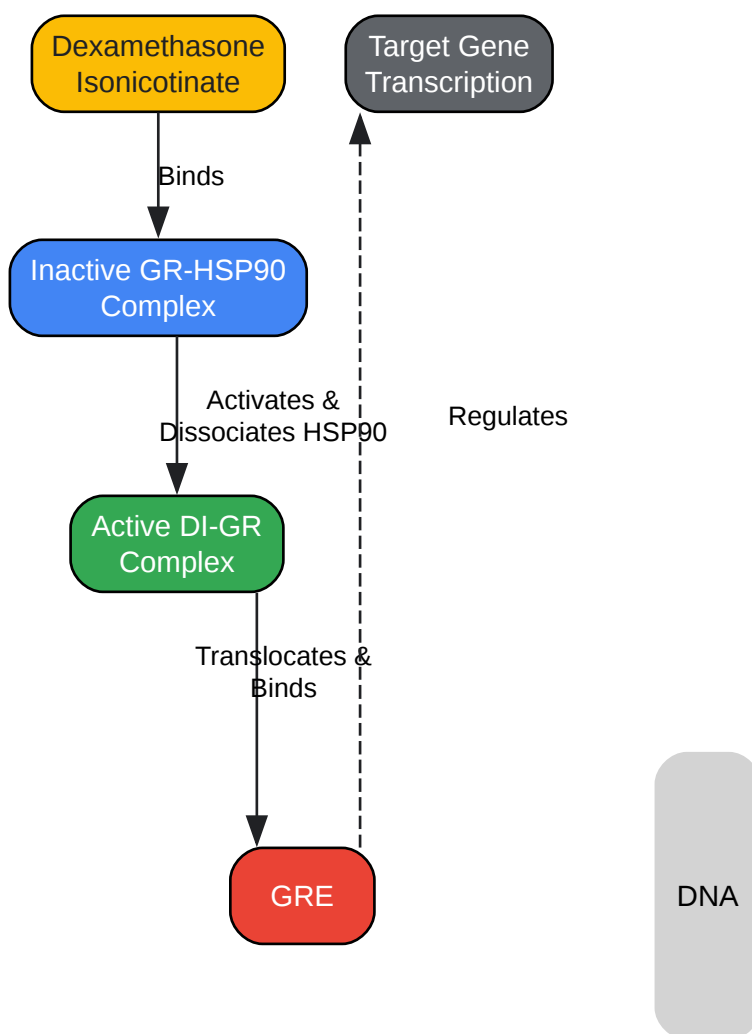 Dexamethasone
Isonicotinate
Target Gene
Transcription
Binds
Inactive GR-HSP90
Complex
Activates &
Dissociates HSP90
Regulates
Active DI-GR
Complex
Translocates &
Binds
GRE
DNA